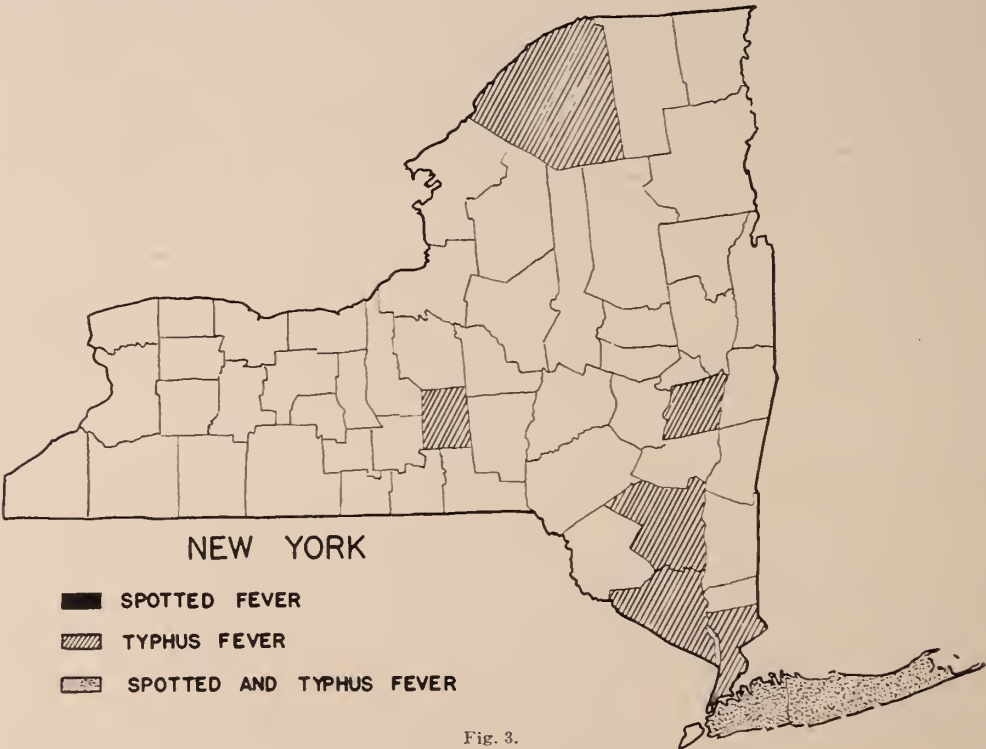 NEW YORK
SPOTTED FEVER
TYPHUS FEVER
SPOTTED AND TYPHUS FEVER
Fig. 3.